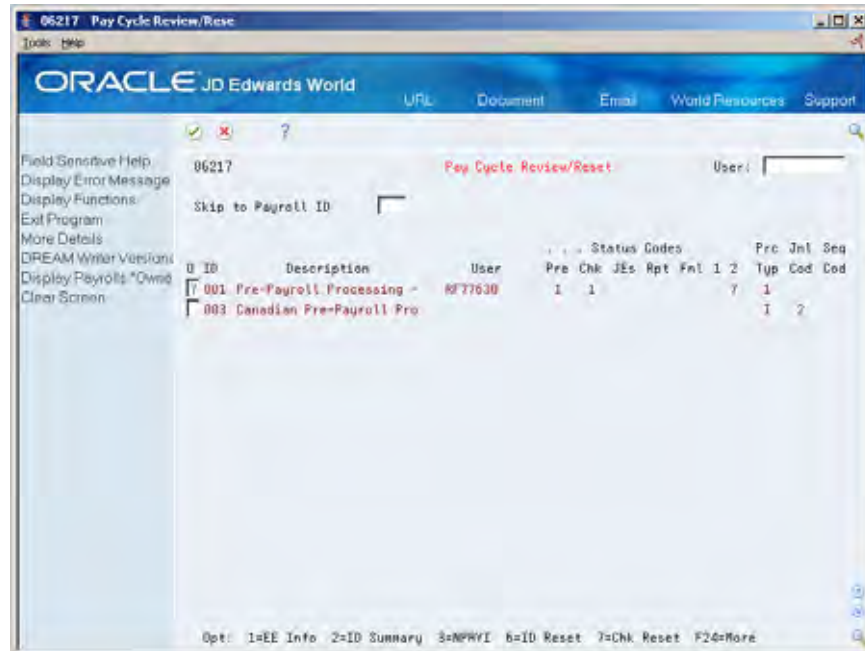 06217 Pay Cycle Review/Rese
Tools Help
ORACLE JD Edwards World
URL Document Email World Resources Support
?
Field Sensitive Help
Display Error Message
Display Functions
Exit Program
More Details
DREAM Writer Versions
Display Payrolls *Owned
Clear Screen
06217 Pay Cycle Review/Reset User:
Skip to Payroll ID
. . . Status Codes Prc Jnl Seq
O ID Description User Pre Chk JEs Rpt Fnl 1 2 Typ Cod Cod
7 001 Pre-Payroll Processing - RF77630 1 1 7 1
003 Canadian Pre-Payroll Pro I 2
Opt: 1=EE Info 2=ID Summary 3=NPAYI 6=ID Reset 7=Chk Reset F24=More